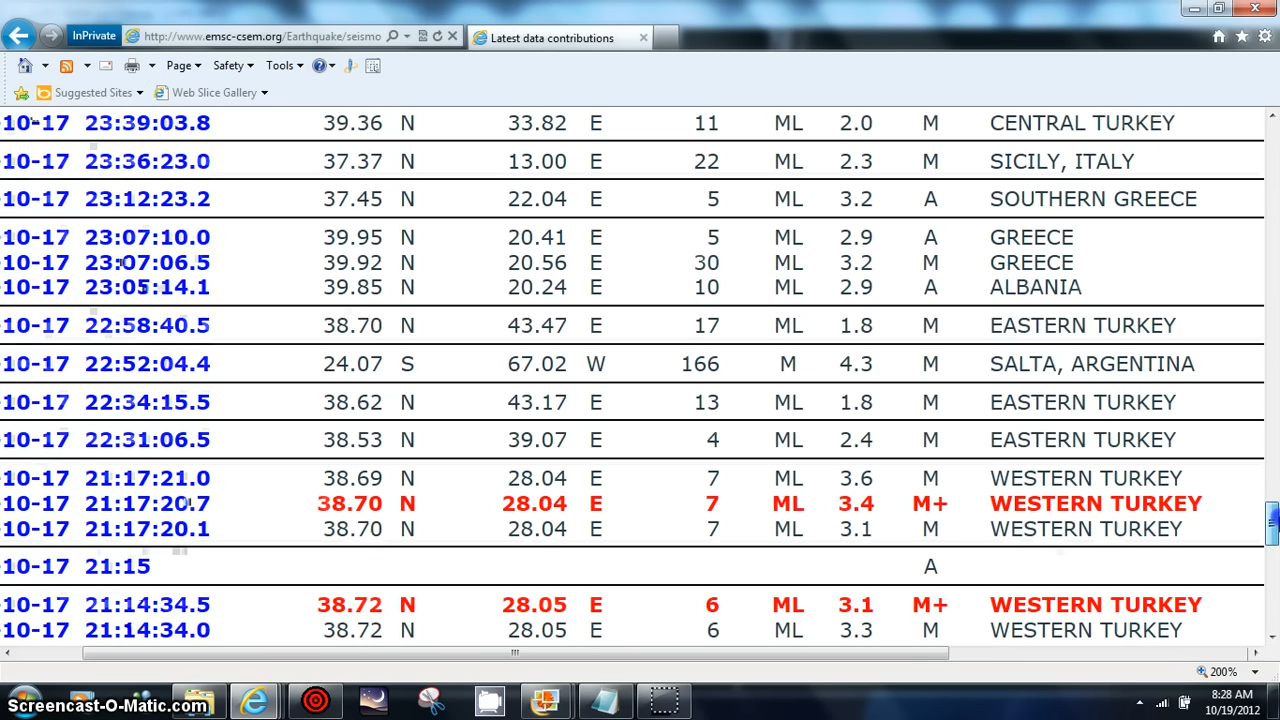 InPrivate http://www.emsc-csem.org/Earthquake/seismo Latest data contributions
Page Safety Tools
Suggested Sites Web Slice Gallery
-10-17 23:39:03.8 39.36 N 33.82 E 11 ML 2.0 M CENTRAL TURKEY
-10-17 23:36:23.0 37.37 N 13.00 E 22 ML 2.3 M SICILY, ITALY
-10-17 23:12:23.2 37.45 N 22.04 E 5 ML 3.2 A SOUTHERN GREECE
-10-17 23:07:10.0 39.95 N 20.41 E 5 ML 2.9 A GREECE
-10-17 23:07:06.5 39.92 N 20.56 E 30 ML 3.2 M GREECE
-10-17 23:05:14.1 39.85 N 20.24 E 10 ML 2.9 A ALBANIA
-10-17 22:58:40.5 38.70 N 43.47 E 17 ML 1.8 M EASTERN TURKEY
-10-17 22:52:04.4 24.07 S 67.02 W 166 M 4.3 M SALTA, ARGENTINA
-10-17 22:34:15.5 38.62 N 43.17 E 13 ML 1.8 M EASTERN TURKEY
-10-17 22:31:06.5 38.53 N 39.07 E 4 ML 2.4 M EASTERN TURKEY
-10-17 21:17:21.0 38.69 N 28.04 E 7 ML 3.6 M WESTERN TURKEY
-10-17 21:17:20.7 38.70 N 28.04 E 7 ML 3.4 M+ WESTERN TURKEY
-10-17 21:17:20.1 38.70 N 28.04 E 7 ML 3.1 M WESTERN TURKEY
-10-17 21:15 A
-10-17 21:14:34.5 38.72 N 28.05 E 6 ML 3.1 M+ WESTERN TURKEY
-10-17 21:14:34.0 38.72 N 28.05 E 6 ML 3.3 M WESTERN TURKEY
200%
8:28 AM
10/19/2012
Screencast-O-Matic.com